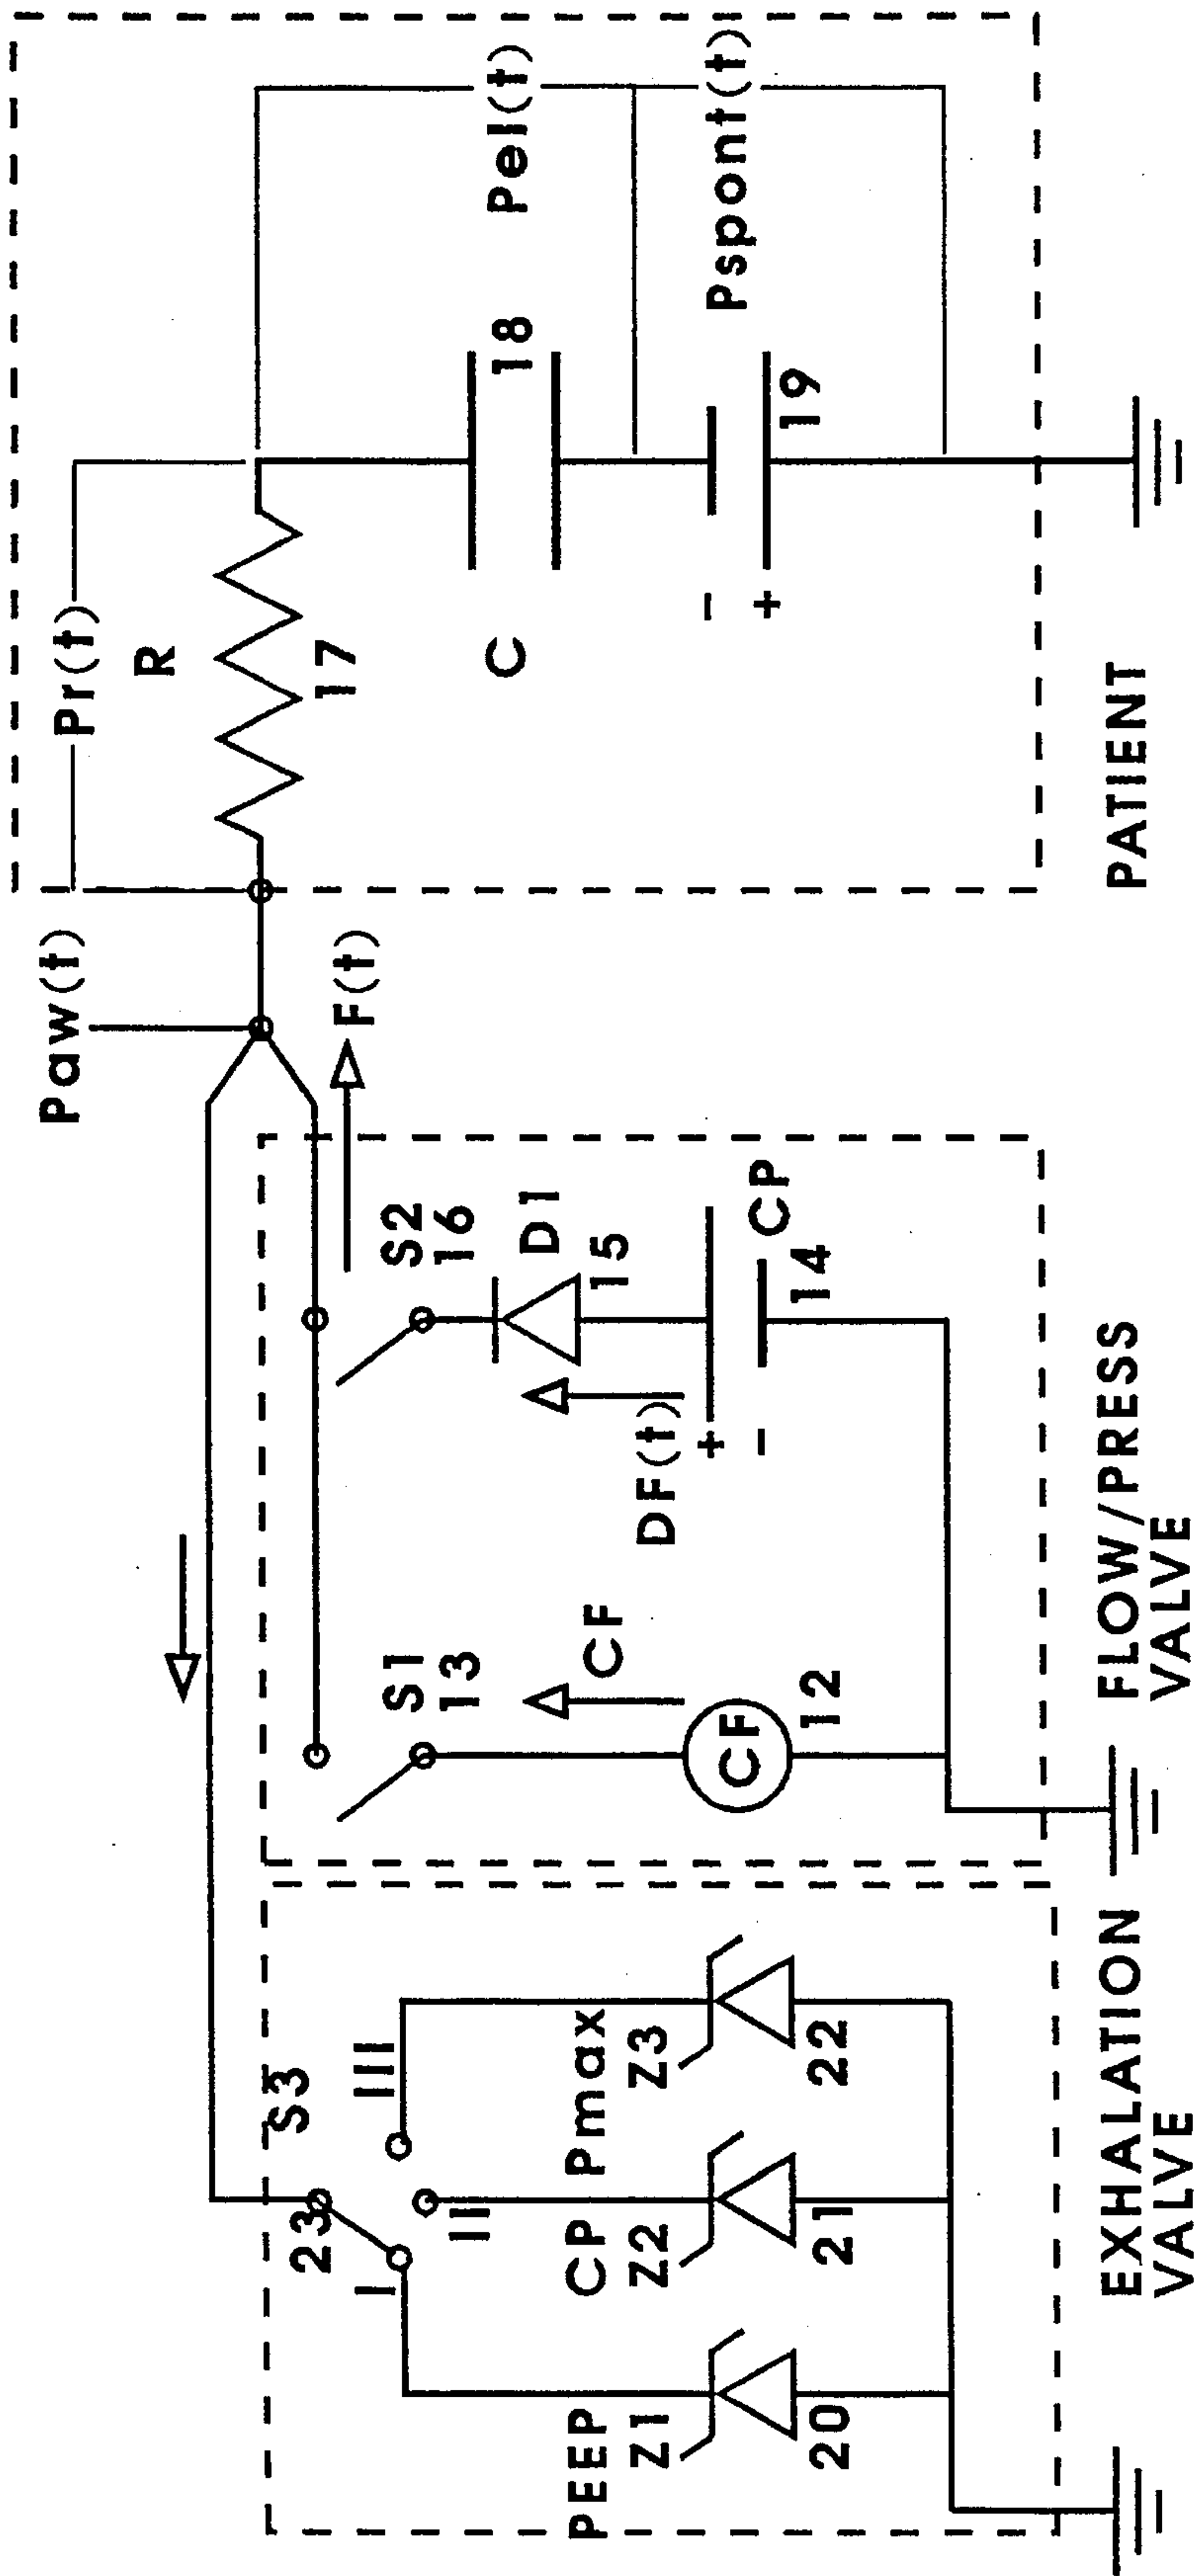 Paw(t)
Pr(t)
R
17
F(t)
Pel(t)
18
C
Pspont(t)
19
-
+
PATIENT
S1
13
CF
CF
12
S2
16
D1
15
DF(t)
+
-
CP
14
FLOW/PRESS
VALVE
S3
23
I
II
III
PEEP
Z1
20
CP
Z2
21
Pmax
Z3
22
EXHALATION
VALVE